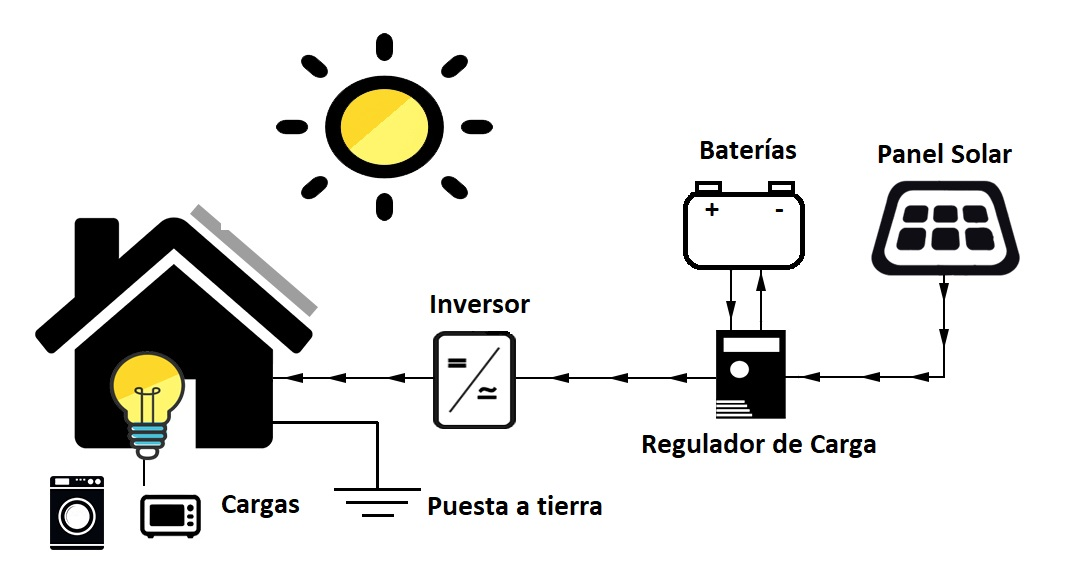 Baterías
Panel Solar
+ -
Inversor
Regulador de Carga
Cargas
Puesta a tierra